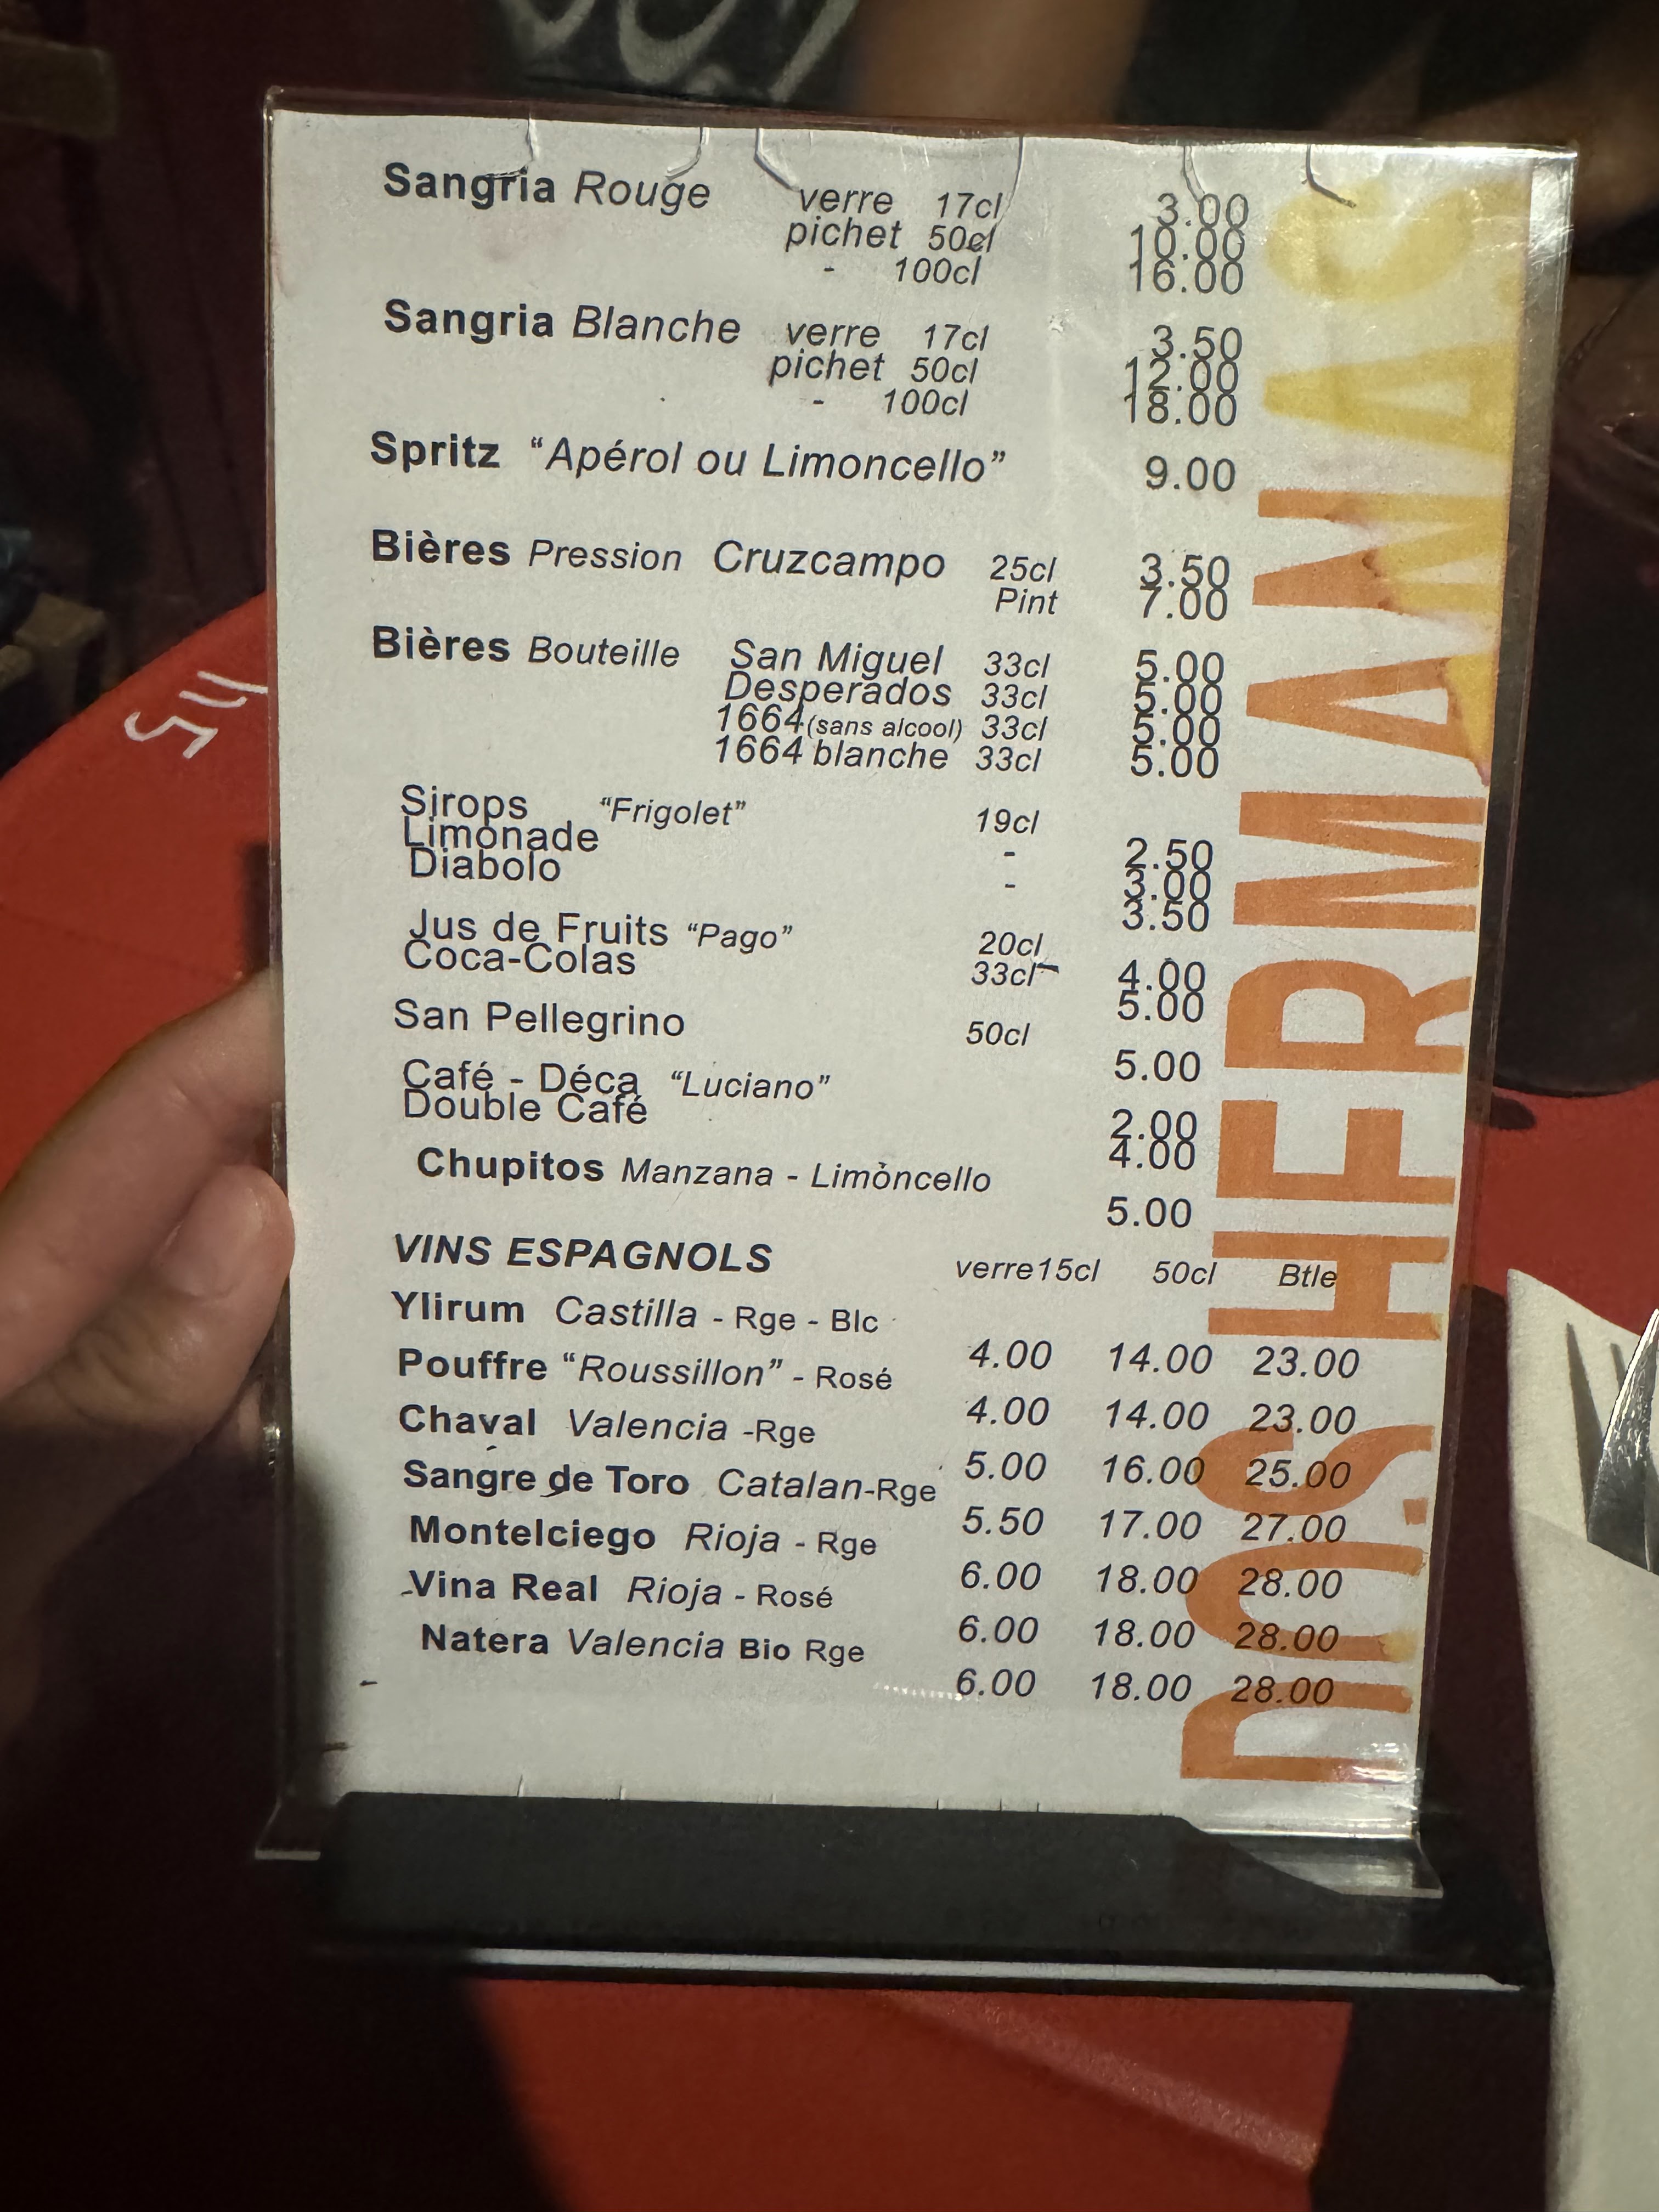 Sangria Rouge verre 17cl 3.00
pichet 50cl 10.00
- 100cl 16.00
Sangria Blanche verre 17cl 3.50
pichet 50cl 12.00
- 100cl 18.00
Spritz “Apérol ou Limoncello” 9.00
Bières Pression Cruzcampo 25cl 3.50
Pint 7.00
Bières Bouteille San Miguel 33cl 5.00
Desperados 33cl 5.00
1664(sans alcool) 33cl 5.00
1664 blanche 33cl 5.00
Sirops “Frigolet” 19cl 2.50
Limonade - 3.00
Diabolo - 3.50
Jus de Fruits “Pago” 20cl 4.00
Coca-Colas 33cl 5.00
San Pellegrino 50cl 5.00
Café - Déca “Luciano” 2.00
Double Café 4.00
Chupitos Manzana - Limòncello 5.00
VINS ESPAGNOLS verre15cl 50cl Btle
Ylirum Castilla - Rge - Blc 4.00 14.00 23.00
Pouffre “Roussillon” - Rosé 4.00 14.00 23.00
Chaval Valencia -Rge 5.00 16.00 25.00
Sangre de Toro Catalan-Rge 5.50 17.00 27.00
Montelciego Rioja - Rge 6.00 18.00 28.00
Vina Real Rioja - Rosé 6.00 18.00 28.00
Natera Valencia Bio Rge 6.00 18.00 28.00
DOS HERMANAS